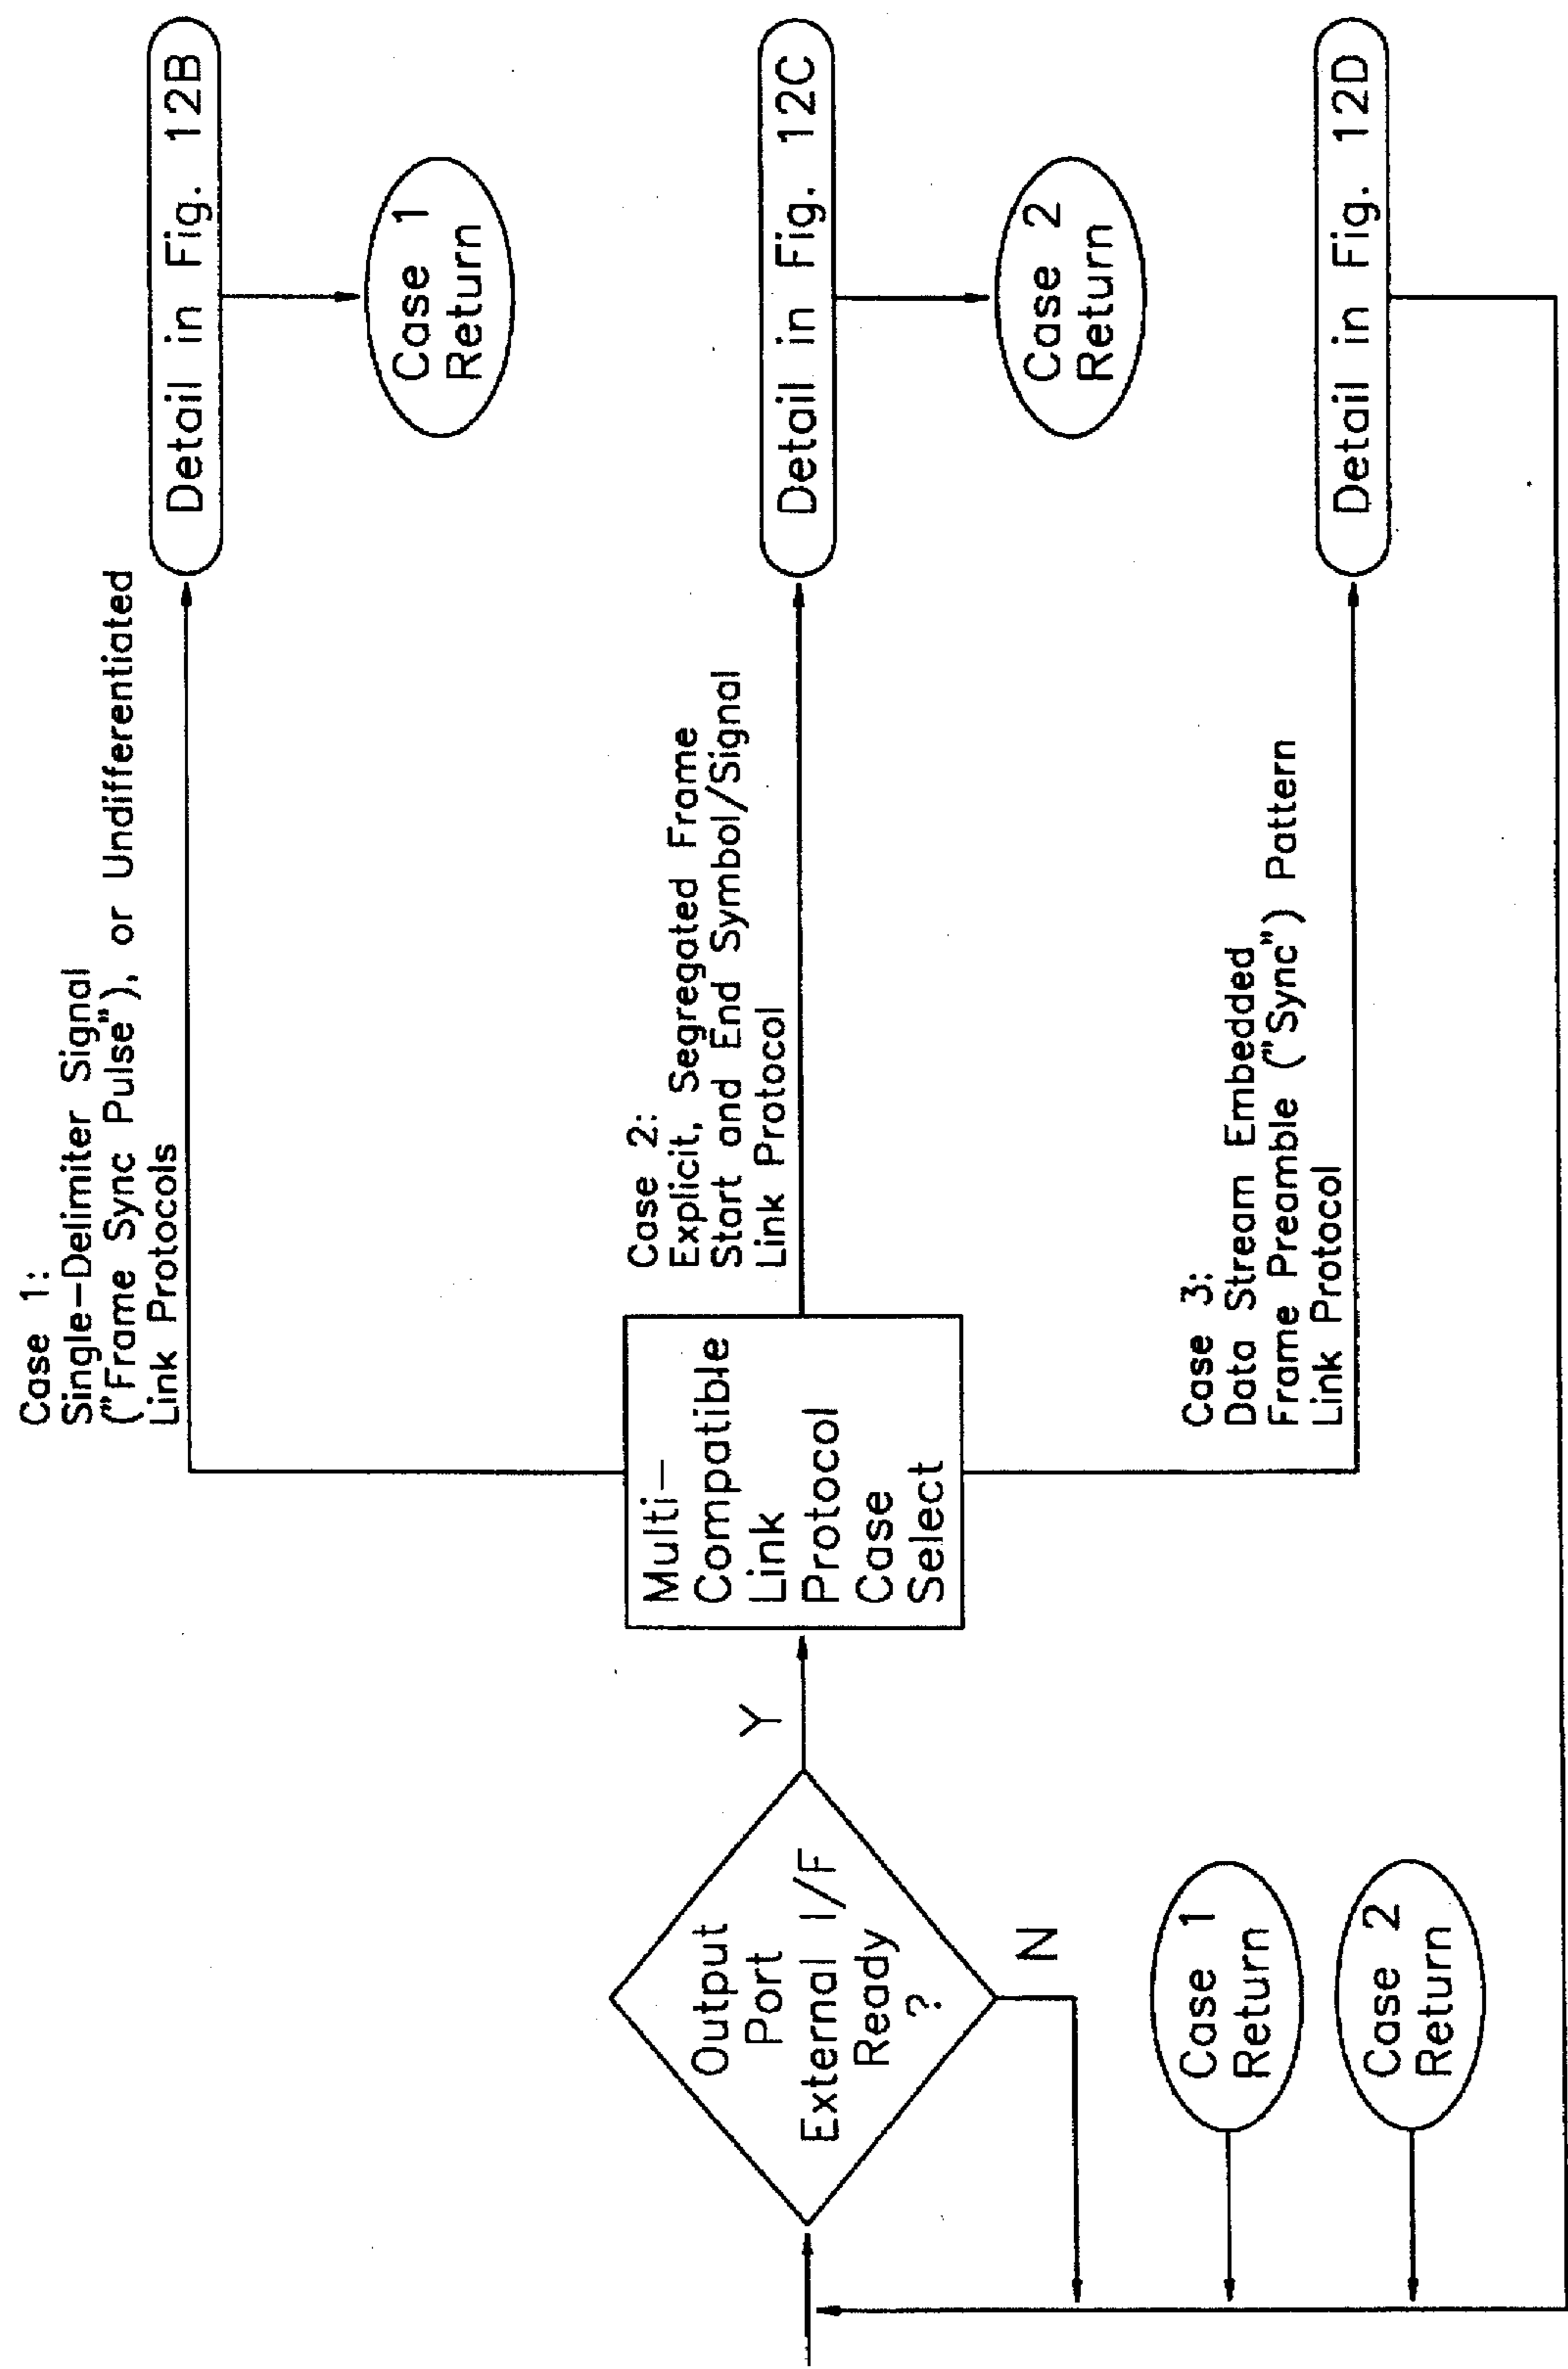 Case 1:
Single-Delimiter Signal
("Frame Sync Pulse"), or Undifferentiated
Link Protocols
Detail in Fig. 12B
Case 1
Return
Output
Port
External I/F
Ready
?
Y
N
Multi-
Compatible
Link
Protocol
Case
Select
Case 2:
Explicit, Segregated Frame
Start and End Symbol/Signal
Link Protocol
Detail in Fig. 12C
Case 2
Return
Case 3:
Data Stream Embedded
Frame Preamble ("Sync") Pattern
Link Protocol
Detail in Fig. 12D
Case 1
Return
Case 2
Return